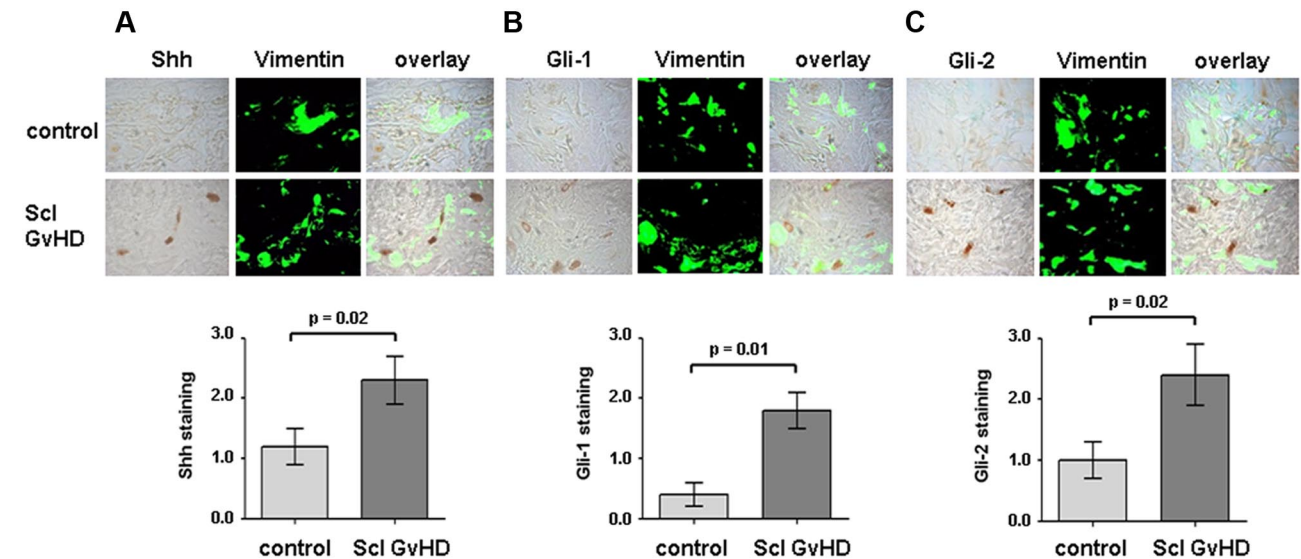 A B C
Shh Vimentin overlay Gli-1 Vimentin overlay Gli-2 Vimentin overlay
control
Scl
GvHD
p = 0.02
3.0
2.0
1.0
0.0
Shh staining
control Scl GvHD
p = 0.01
3.0
2.0
1.0
0.0
Gli-1 staining
control Scl GvHD
p = 0.02
3.0
2.0
1.0
0.0
Gli-2 staining
control Scl GvHD